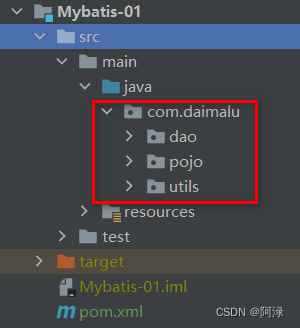 Mybatis-01
src
main
java
com.daimalu
dao
pojo
utils
resources
test
target
Mybatis-01.iml
pom.xml
CSDN @阿渌